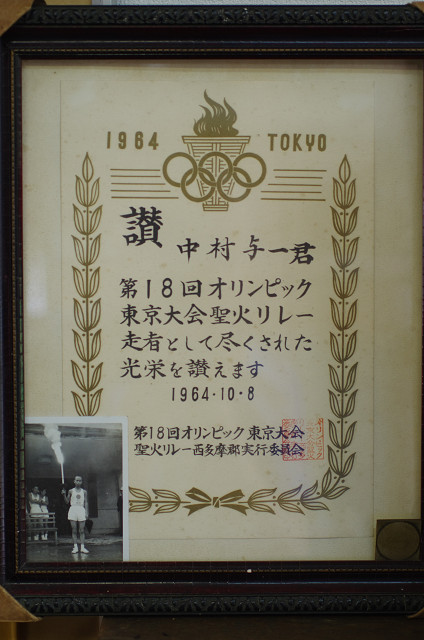 1964 TOKYO
讃 中村与一君
第18回オリンピック
東京大会聖火リレー
走者として尽くされた
光栄を讃えます
1964・10・8
第18回オリンピック東京大会
聖火リレー西多摩郡実行委員会